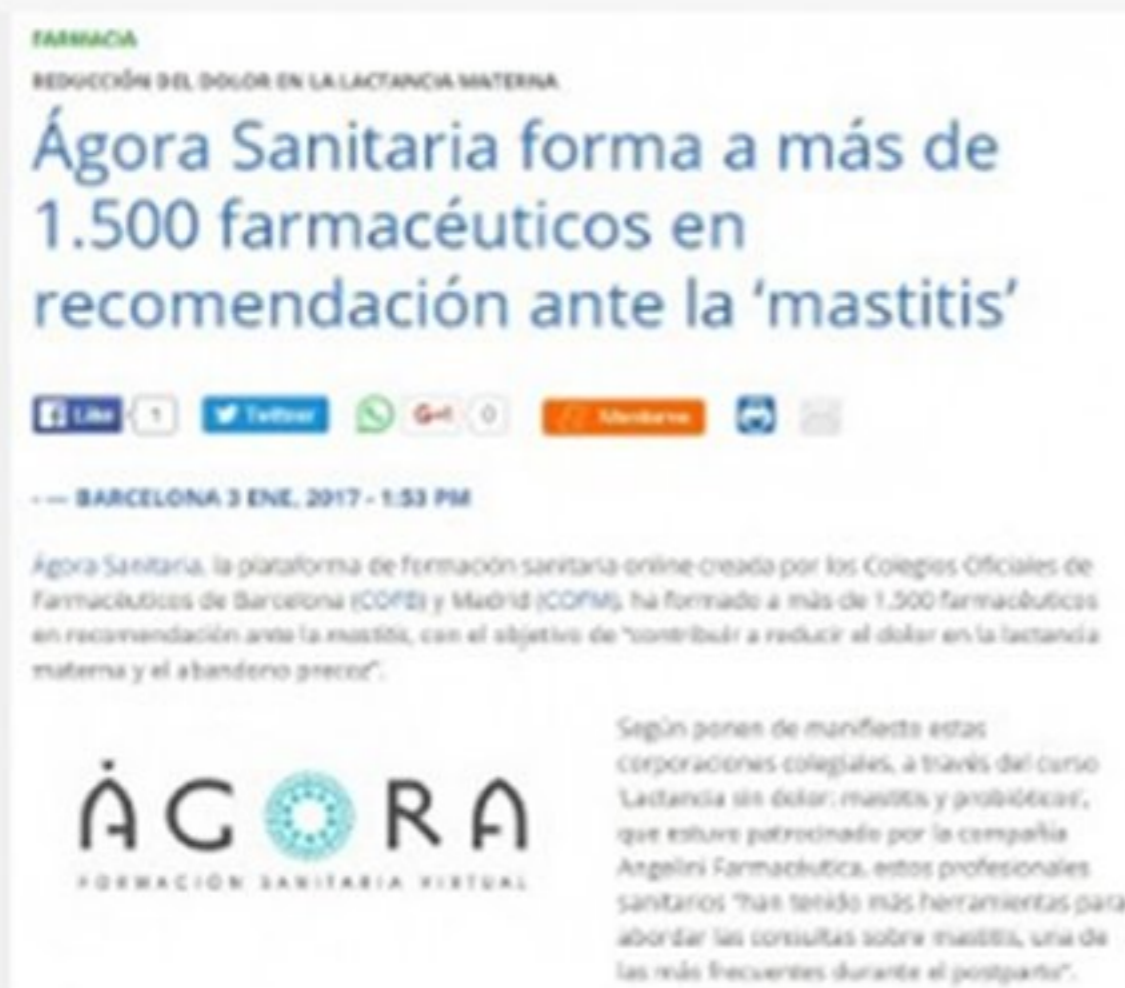 FARMACIA
REDUCCIÓN DEL DOLOR EN LA LACTANCIA MATERNA
Ágora Sanitaria forma a más de
1.500 farmacéuticos en
recomendación ante la ‘mastitis’
Like 1 Twittear G+1 0 Menéame
- — BARCELONA 3 ENE, 2017 - 1:53 PM
Ágora Sanitaria, la plataforma de formación sanitaria online creada por los Colegios Oficiales de
Farmacéuticos de Barcelona (COFB) y Madrid (COFM), ha formado a más de 1.500 farmacéuticos
en recomendación ante la mastitis, con el objetivo de "contribuir a reducir el dolor en la lactancia
materna y el abandono precoz".
ÁGORA
FORMACIÓN SANITARIA VIRTUAL
Según ponen de manifiesto estas
corporaciones colegiales, a través del curso
'Lactancia sin dolor: mastitis y probióticos',
que estuvo patrocinado por la compañía
Angelini Farmacéutica, estos profesionales
sanitarios "han tenido más herramientas para
abordar las consultas sobre mastitis, una de
las más frecuentes durante el postparto".